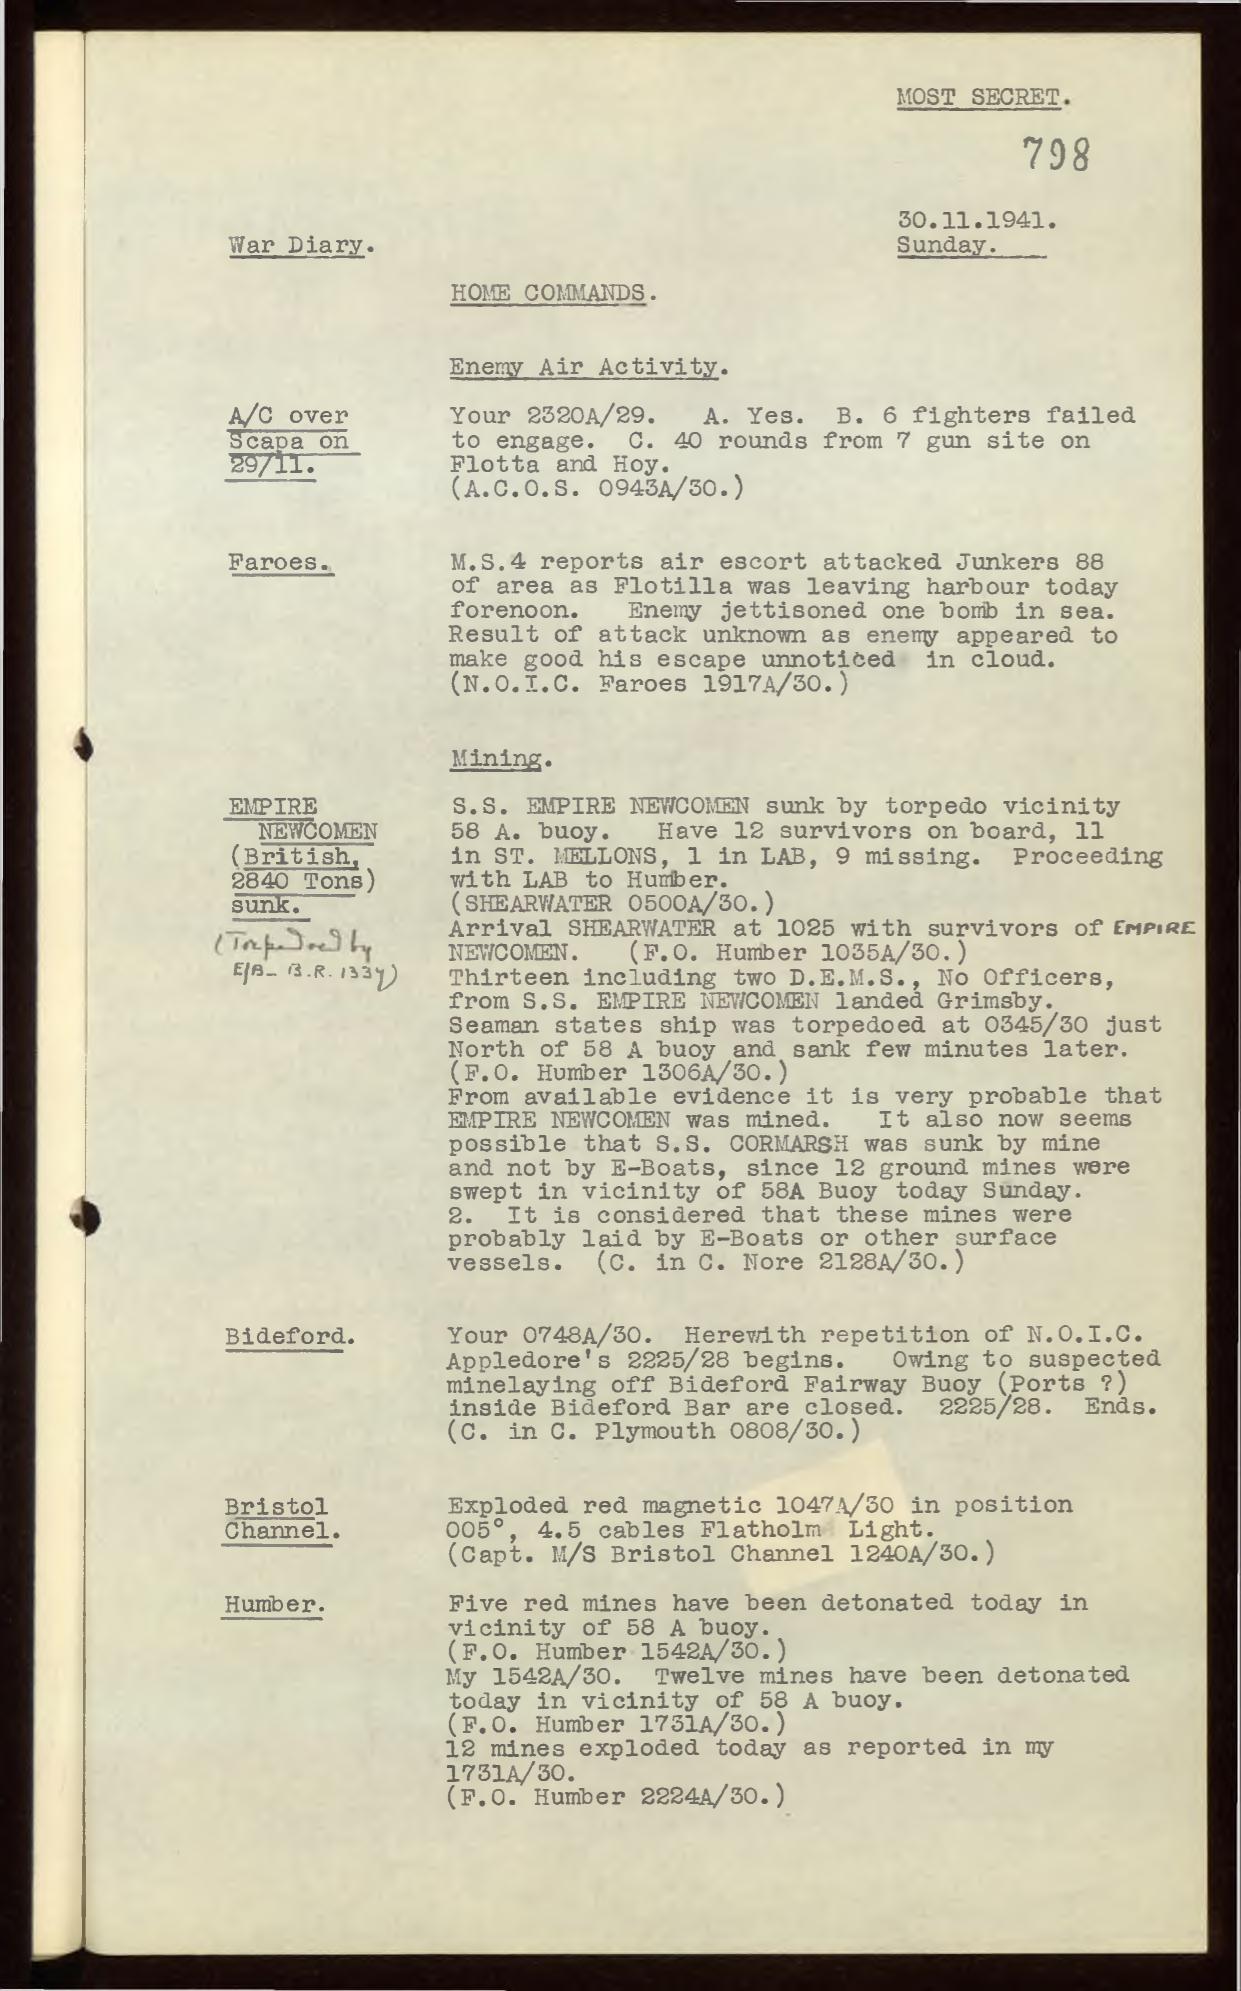 MOST SECRET.
798
30.11.1941.
Sunday.
War Diary.
HOME COMMANDS.
Enemy Air Activity.
A/C over
Scapa on
29/11.
Your 2320A/29.   A. Yes.  B. 6 fighters failed
to engage.  C. 40 rounds from 7 gun site on
Flotta and Hoy.
(A.C.O.S. 0943A/30.)
Faroes.
M.S.4 reports air escort attacked Junkers 88
of area as Flotilla was leaving harbour today
forenoon.   Enemy jettisoned one bomb in sea.
Result of attack unknown as enemy appeared to
make good his escape unnoticed in cloud.
(N.O.I.C. Faroes 1917A/30.)
Mining.
EMPIRE
NEWCOMEN
(British,
2840 Tons)
sunk.
(Torpedoed by
E/B- B.R. 1337)
S.S. EMPIRE NEWCOMEN sunk by torpedo vicinity
58 A. buoy.   Have 12 survivors on board, 11
in ST. MELLONS, 1 in LAB, 9 missing.  Proceeding
with LAB to Humber.
(SHEARWATER 0500A/30.)
Arrival SHEARWATER at 1025 with survivors of EMPIRE
NEWCOMEN.   (F.O. Humber 1035A/30.)
Thirteen including two D.E.M.S., No Officers,
from S.S. EMPIRE NEWCOMEN landed Grimsby.
Seaman states ship was torpedoed at 0345/30 just
North of 58 A buoy and sank few minutes later.
(F.O. Humber 1306A/30.)
From available evidence it is very probable that
EMPIRE NEWCOMEN was mined.   It also now seems
possible that S.S. CORMARSH was sunk by mine
and not by E-Boats, since 12 ground mines were
swept in vicinity of 58A Buoy today Sunday.
2.  It is considered that these mines were
probably laid by E-Boats or other surface
vessels.  (C. in C. Nore 2128A/30.)
Bideford.
Your 0748A/30.  Herewith repetition of N.O.I.C.
Appledore's 2225/28 begins.   Owing to suspected
minelaying off Bideford Fairway Buoy (Ports ?)
inside Bideford Bar are closed.  2225/28.  Ends.
(C. in C. Plymouth 0808/30.)
Bristol
Channel.
Exploded red magnetic 1047A/30 in position
005°, 4.5 cables Flatholm  Light.
(Capt. M/S Bristol Channel 1240A/30.)
Humber.
Five red mines have been detonated today in
vicinity of 58 A buoy.
(F.O. Humber 1542A/30.)
My 1542A/30.  Twelve mines have been detonated
today in vicinity of 58 A buoy.
(F.O. Humber 1731A/30.)
12 mines exploded today as reported in my
1731A/30.
(F.O. Humber 2224A/30.)